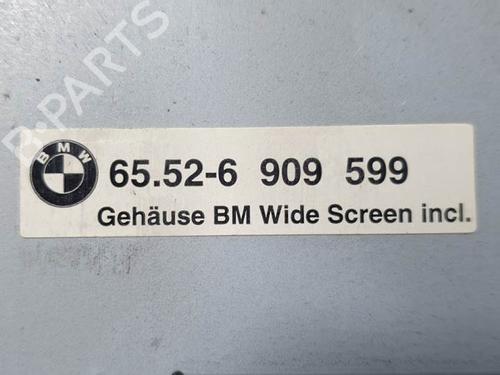 B-PARTS
BMW
65.52-6 909 599
Gehäuse BM Wide Screen incl.